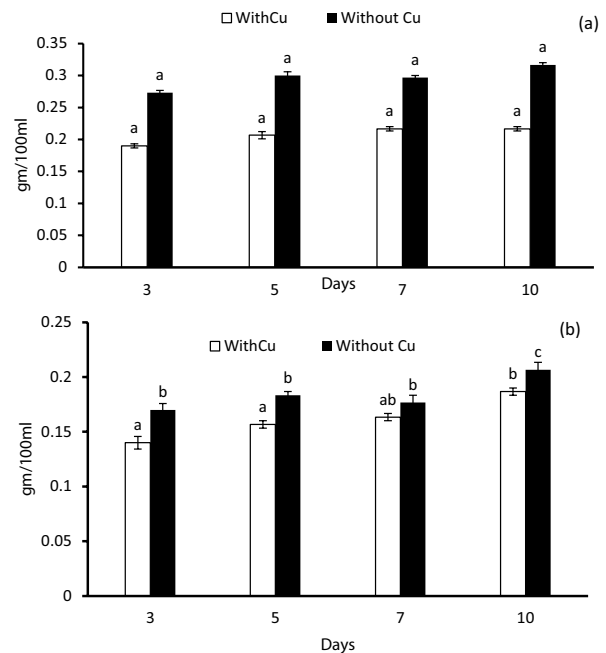 WithCu Without Cu (a)
0.35
a
0.3 a a
a
0.25
a a a
a
0.2
0.15
0.1
0.05
0
gm/100ml
3 5 7 10
Days
(b)
0.25
WithCu Without Cu
c
b
0.2
b b ab b
a
a
0.15
0.1
0.05
0
gm/100ml
3 5 7 10
Days